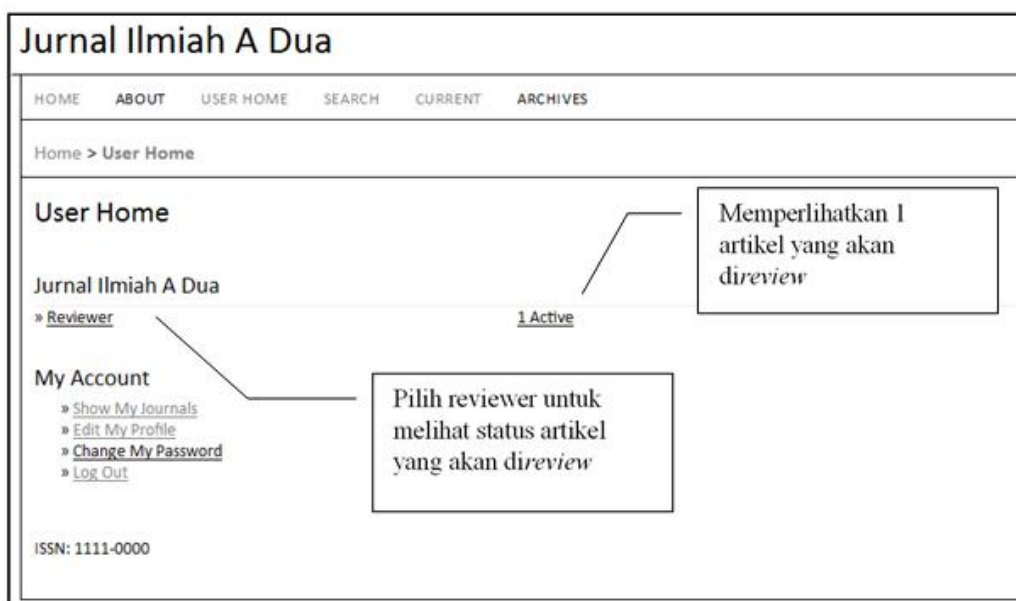 Jurnal Ilmiah A Dua
HOME ABOUT USER HOME SEARCH CURRENT ARCHIVES
Home > User Home
User Home
Memperlihatkan 1
artikel yang akan
direview
Jurnal Ilmiah A Dua
» Reviewer 1 Active
My Account
» Show My Journals
» Edit My Profile
» Change My Password
» Log Out
Pilih reviewer untuk
melihat status artikel
yang akan direview
ISSN: 1111-0000